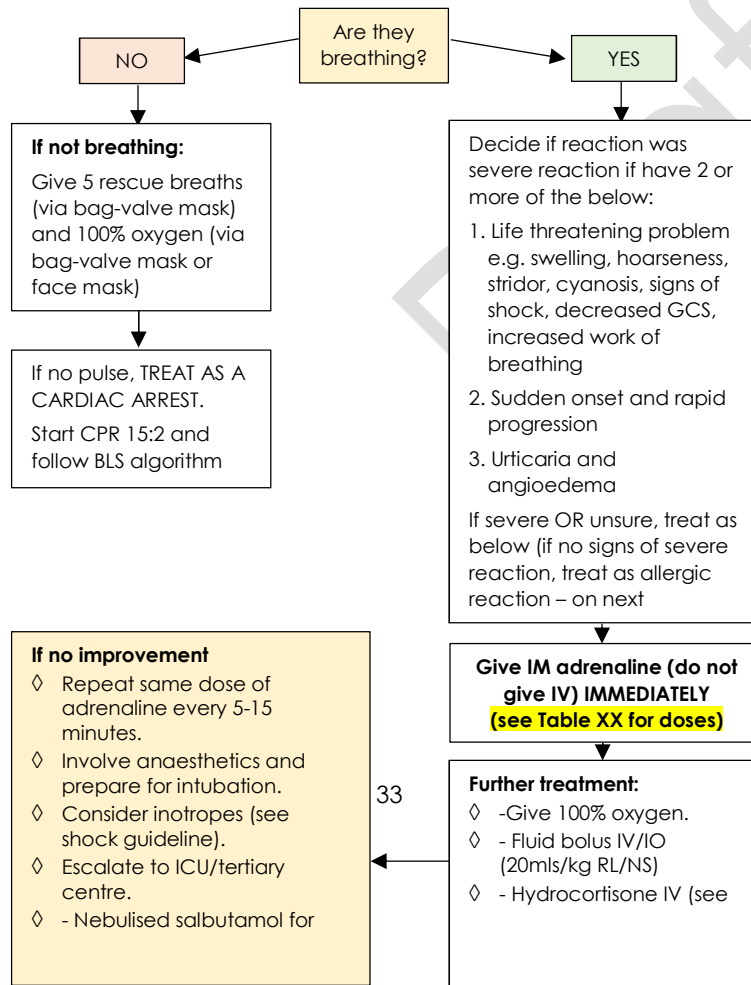 Are they
breathing?
NO
YES
If not breathing:
Give 5 rescue breaths
(via bag-valve mask)
and 100% oxygen (via
bag-valve mask or
face mask)
If no pulse, TREAT AS A
CARDIAC ARREST.
Start CPR 15:2 and
follow BLS algorithm
Decide if reaction was
severe reaction if have 2 or
more of the below:
1. Life threatening problem
e.g. swelling, hoarseness,
stridor, cyanosis, signs of
shock, decreased GCS,
increased work of
breathing
2. Sudden onset and rapid
progression
3. Urticaria and
angioedema
If severe OR unsure, treat as
below (if no signs of severe
reaction, treat as allergic
reaction – on next
Give IM adrenaline (do not
give IV) IMMEDIATELY
(see Table XX for doses)
Further treatment:
◊ -Give 100% oxygen.
◊ - Fluid bolus IV/IO
(20mls/kg RL/NS)
◊ - Hydrocortisone IV (see
If no improvement
◊ Repeat same dose of
adrenaline every 5-15
minutes.
◊ Involve anaesthetics and
prepare for intubation.
◊ Consider inotropes (see
shock guideline).
◊ Escalate to ICU/tertiary
centre.
◊ - Nebulised salbutamol for
33